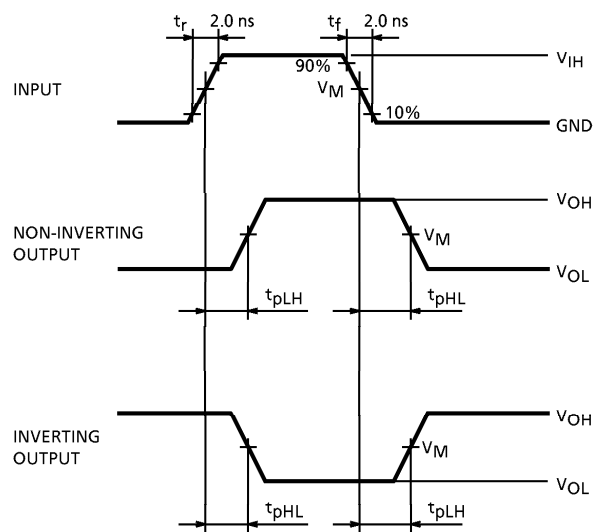 tr 2.0 ns tf 2.0 ns
90% VIH
INPUT VM
10%
GND
VOH
NON-INVERTING
OUTPUT VM
VOL
tpLH tpHL
VOH
INVERTING
OUTPUT VM
VOL
tpHL tpLH